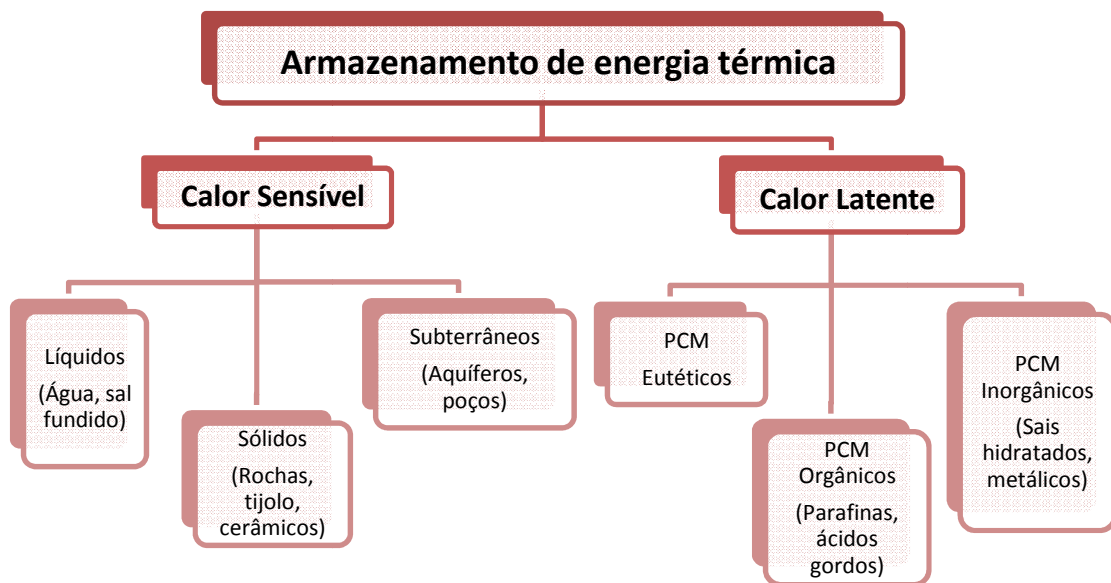 Armazenamento de energia térmica
Calor Sensível
Calor Latente
Líquidos
(Água, sal
fundido)
Sólidos
(Rochas,
tijolo,
cerâmicos)
Subterrâneos
(Aquíferos,
poços)
PCM
Eutéticos
PCM
Orgânicos
(Parafinas,
ácidos
gordos)
PCM
Inorgânicos
(Sais
hidratados,
metálicos)